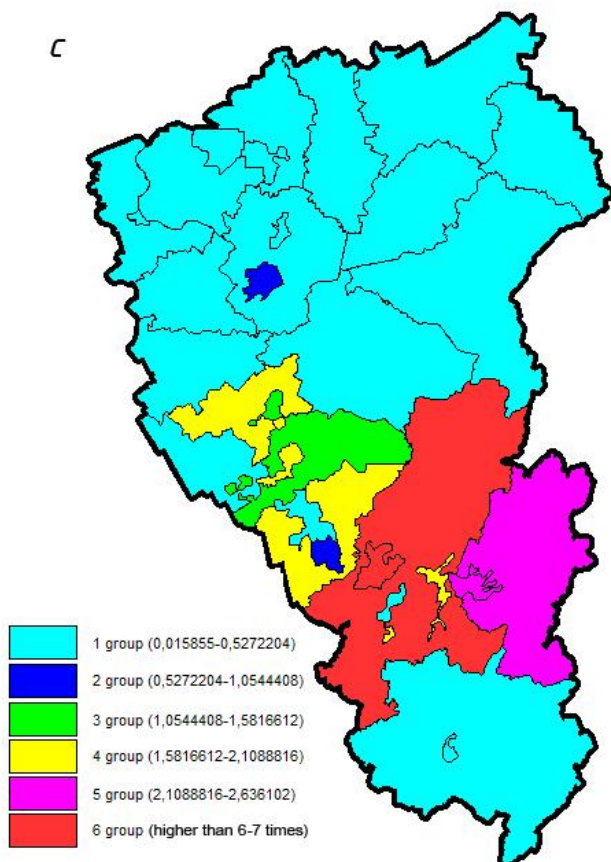 C
1 group (0,015855-0,5272204)
2 group (0,5272204-1,0544408)
3 group (1,0544408-1,5816612)
4 group (1,5816612-2,1088816)
5 group (2,1088816-2,636102)
6 group (higher than 6-7 times)